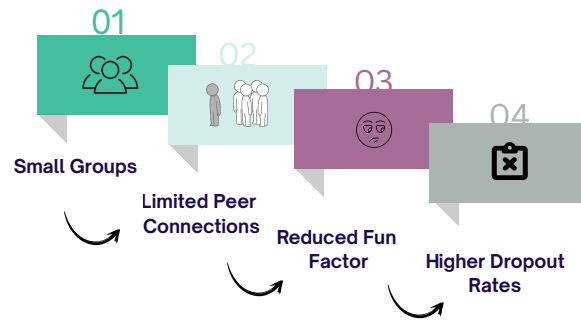 01
Small Groups
02
Limited Peer
Connections
03
Reduced Fun
Factor
04
Higher Dropout
Rates